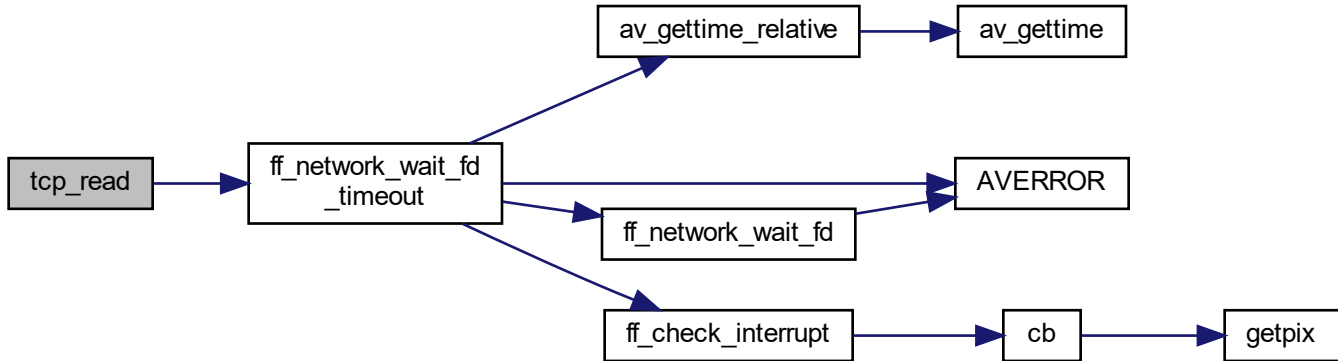 av_gettime_relative
av_gettime
tcp_read
ff_network_wait_fd
_timeout
AVERROR
ff_network_wait_fd
ff_check_interrupt
cb
getpix